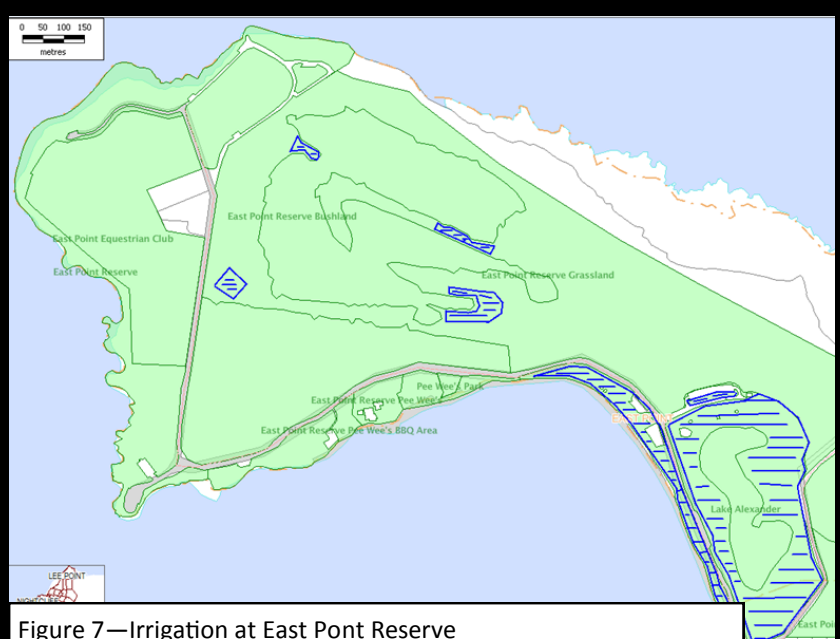 0 50 100 150
metres
East Point Reserve Bushland
East Point Equestrian Club
East Point Reserve
East Point Reserve Grassland
Pee Wee's Park
East Point Reserve Pee Wee's
East Point Reserve Pee Wee's BBQ Area
Lake Alexander
LEE POINT
East Poi
Figure 7—Irrigation at East Pont Reserve